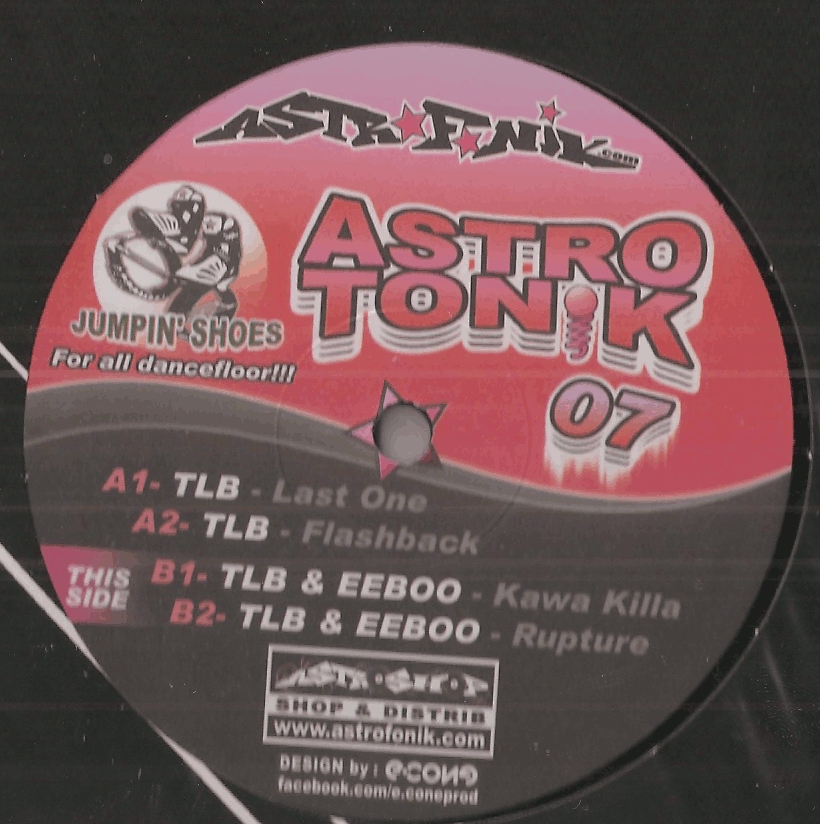 ASTROFONIK.com
ASTRO
TONiK
07
JUMPIN' SHOES
For all dancefloor!!!
A1- TLB - Last One
A2- TLB - Flashback
THIS
SIDE
B1- TLB & EEBOO - Kawa Killa
B2- TLB & EEBOO - Rupture
ASTROSHOP
SHOP & DISTRIB
www.astrofonik.com
DESIGN by : e.cone
facebook.com/e.coneprod